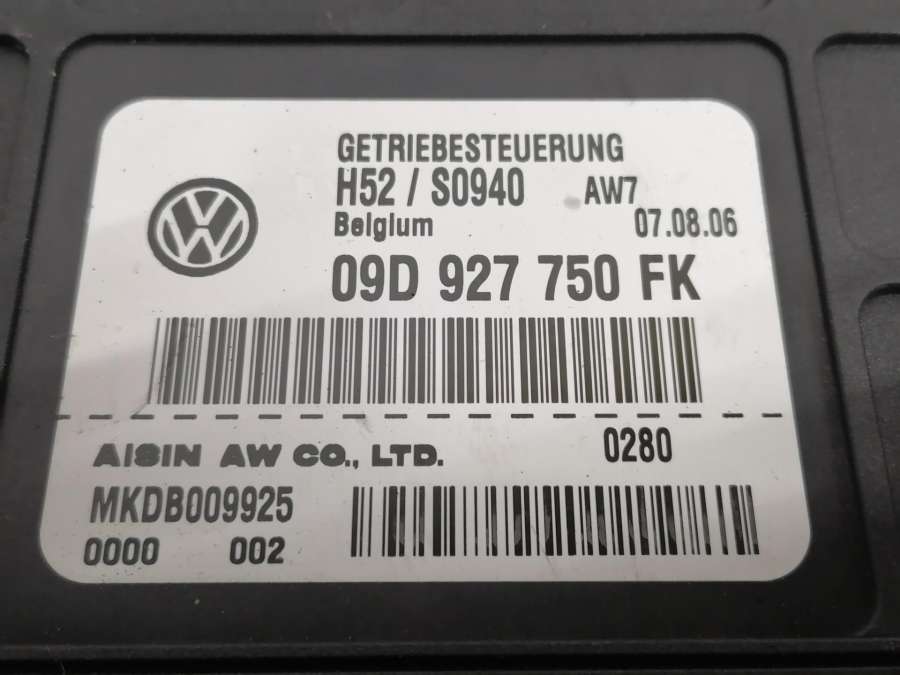 GETRIEBESTEUERUNG
H52 / S0940 AW7
Belgium 07.08.06
09D 927 750 FK
AISIN AW CO., LTD. 0280
MKDB009925
0000 002